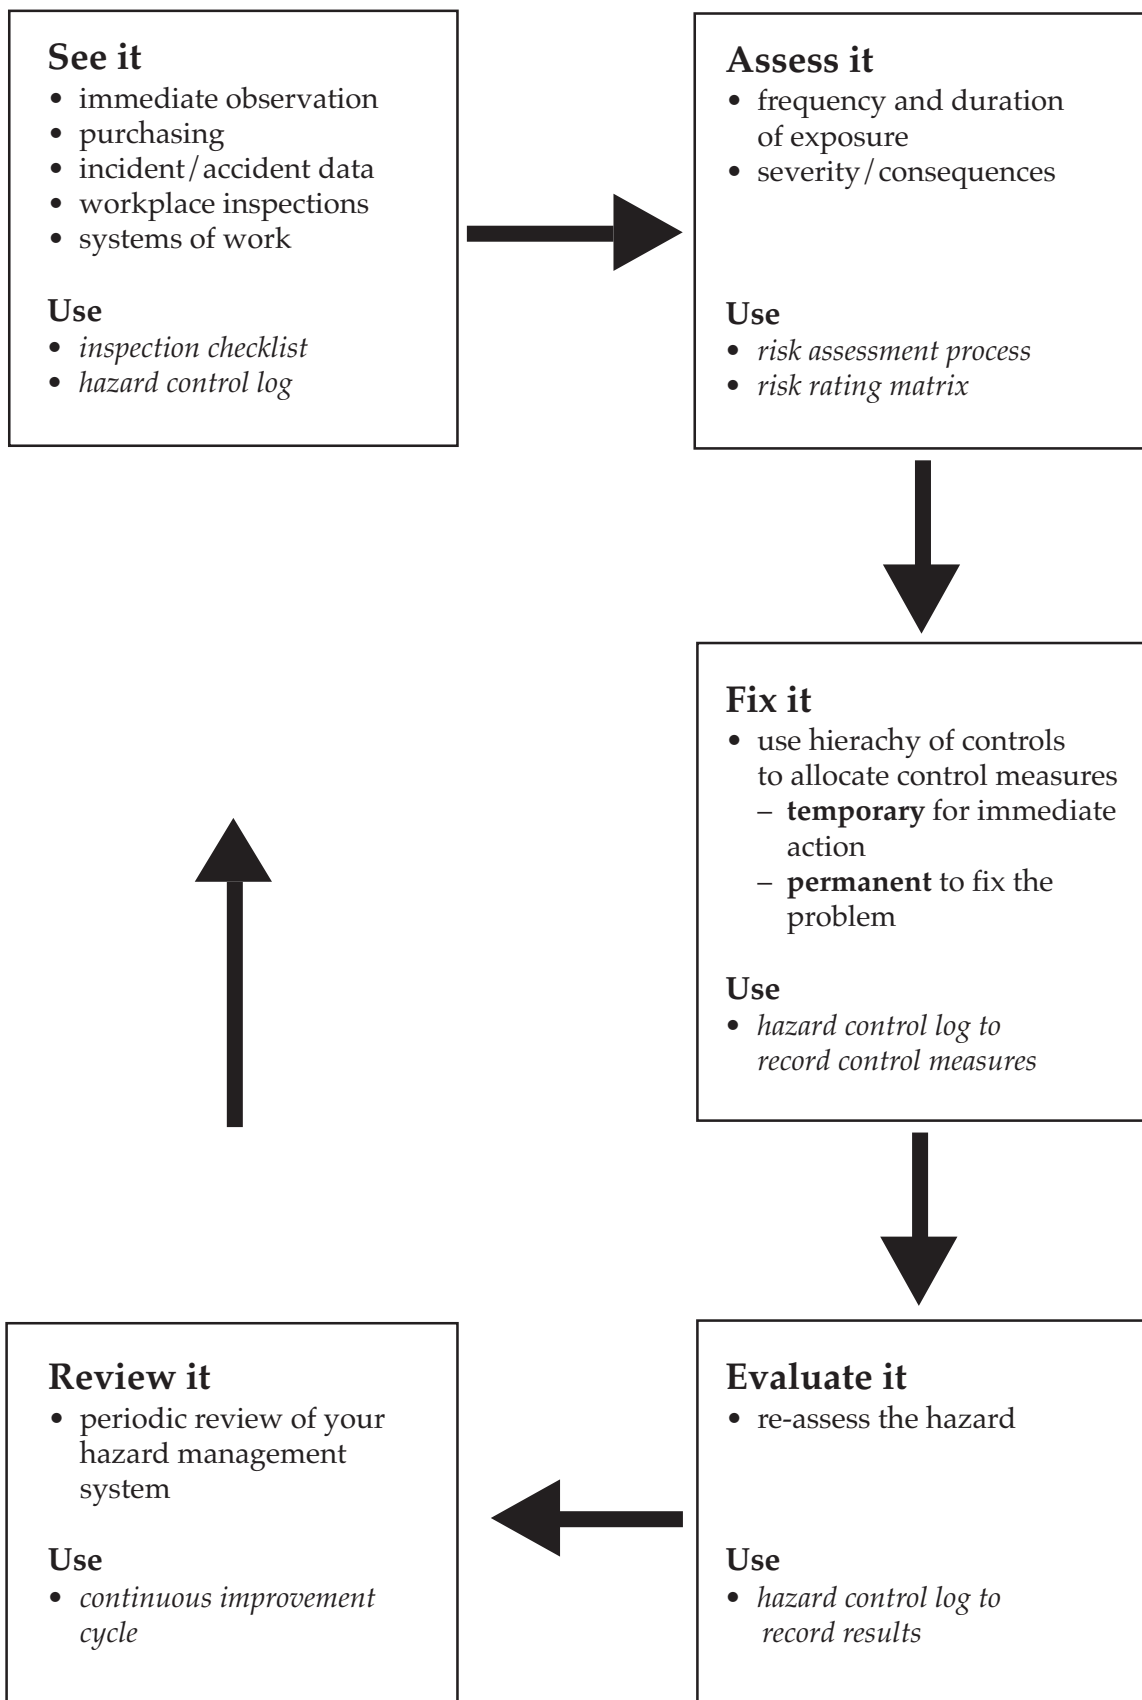 See it
• immediate observation
• purchasing
• incident/accident data
• workplace inspections
• systems of work
Use
• inspection checklist
• hazard control log
Assess it
• frequency and duration
of exposure
• severity/consequences
Use
• risk assessment process
• risk rating matrix
Fix it
• use hierachy of controls
to allocate control measures
– temporary for immediate
action
– permanent to fix the
problem
Use
• hazard control log to
record control measures
Evaluate it
• re-assess the hazard
Use
• hazard control log to
record results
Review it
• periodic review of your
hazard management
system
Use
• continuous improvement
cycle